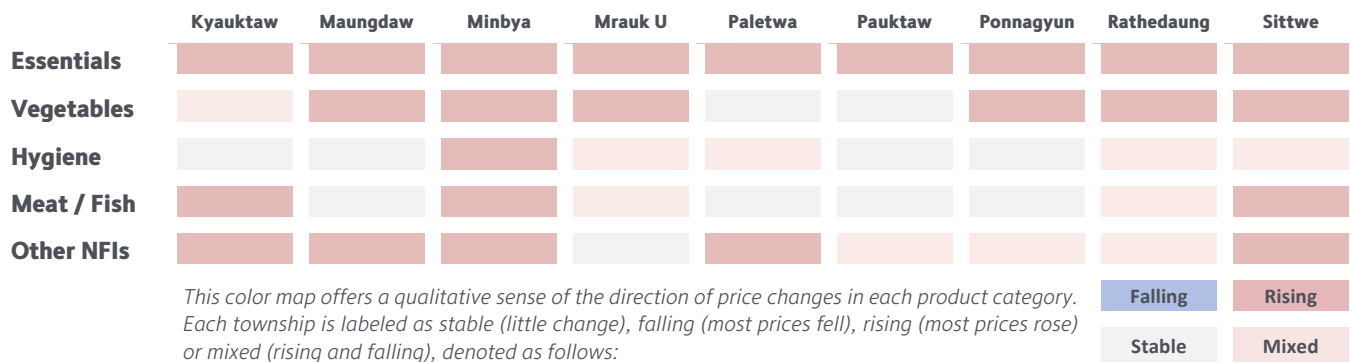 Kyauktaw Maungdaw Minbya Mrauk U Paletwa Pauktaw Ponnagyun Rathedaung Sittwe
Essentials
Vegetables
Hygiene
Meat / Fish
Other NFIs
This color map offers a qualitative sense of the direction of price changes in each product category.
Each township is labeled as stable (little change), falling (most prices fell), rising (most prices rose)
or mixed (rising and falling), denoted as follows:
Falling Rising
Stable Mixed